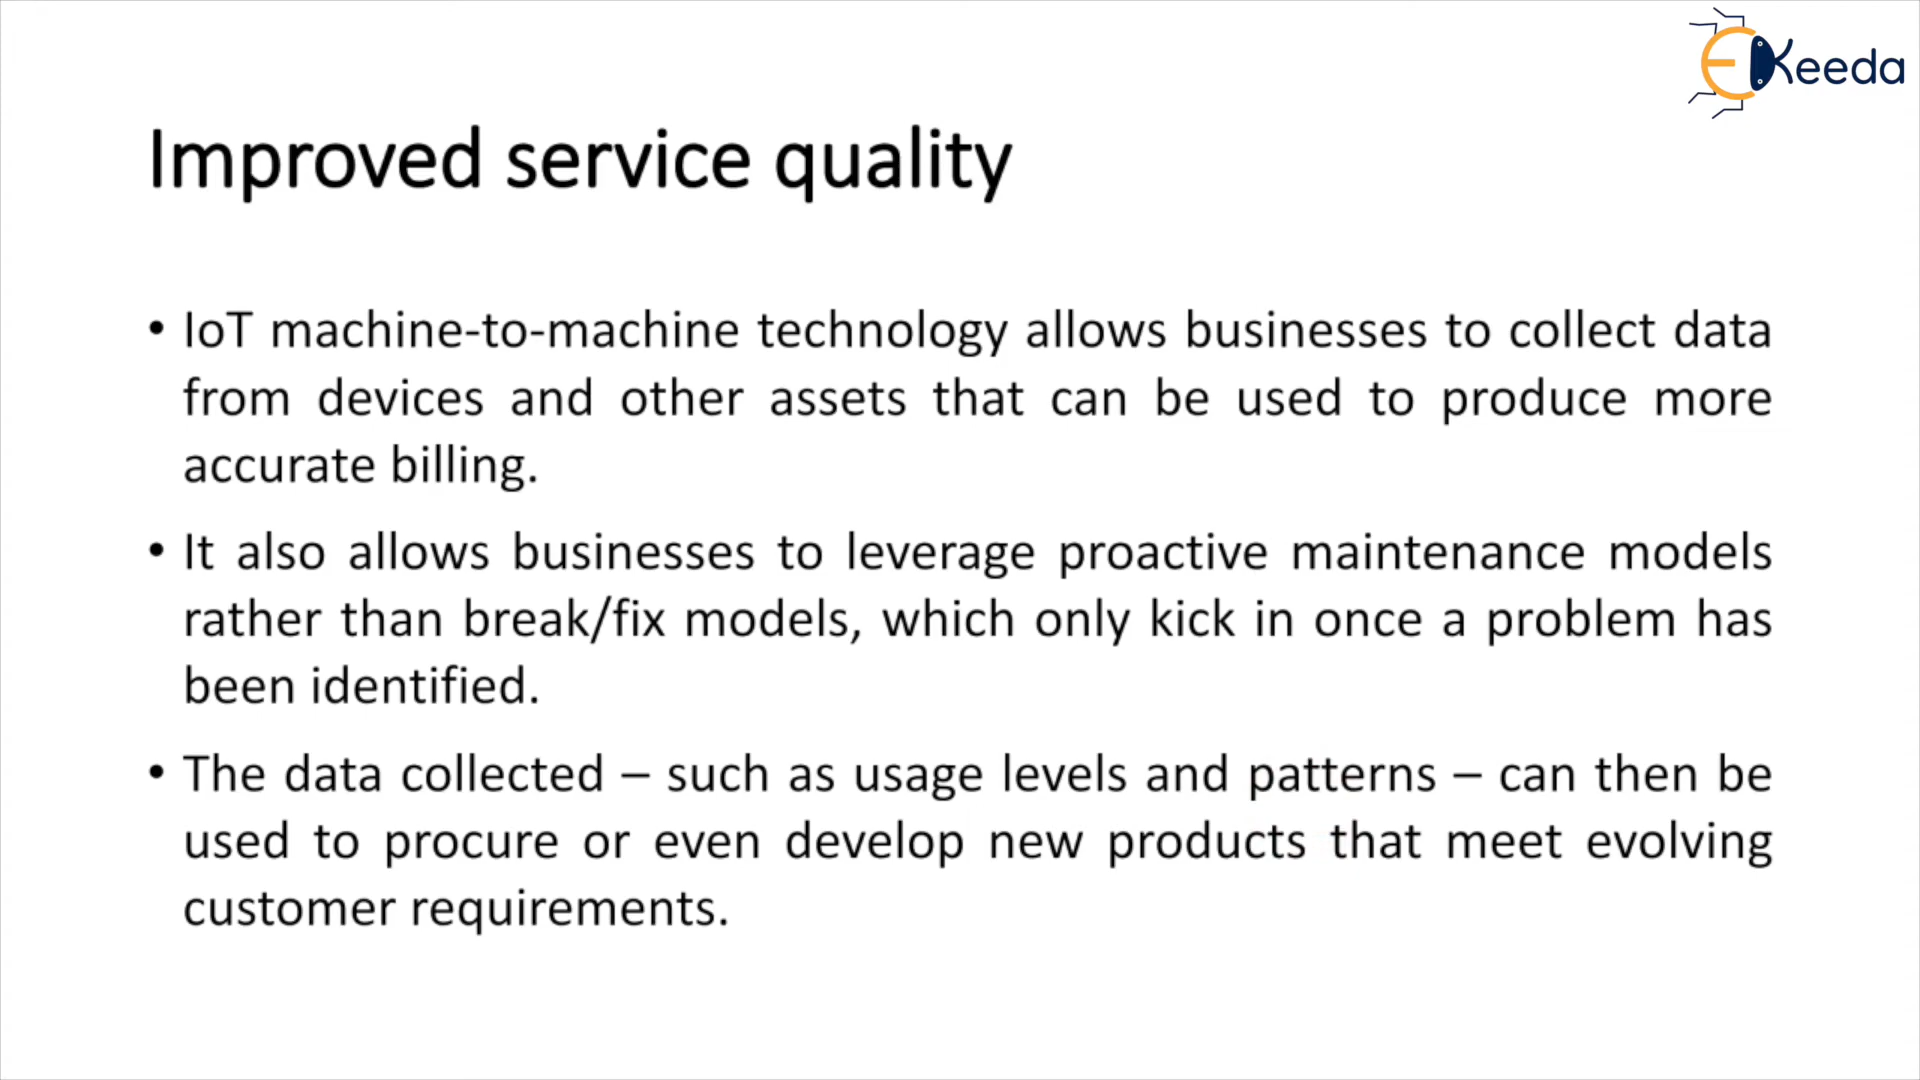 EKeeda
Improved service quality
• IoT machine-to-machine technology allows businesses to collect data
from devices and other assets that can be used to produce more
accurate billing.
• It also allows businesses to leverage proactive maintenance models
rather than break/fix models, which only kick in once a problem has
been identified.
• The data collected – such as usage levels and patterns – can then be
used to procure or even develop new products that meet evolving
customer requirements.